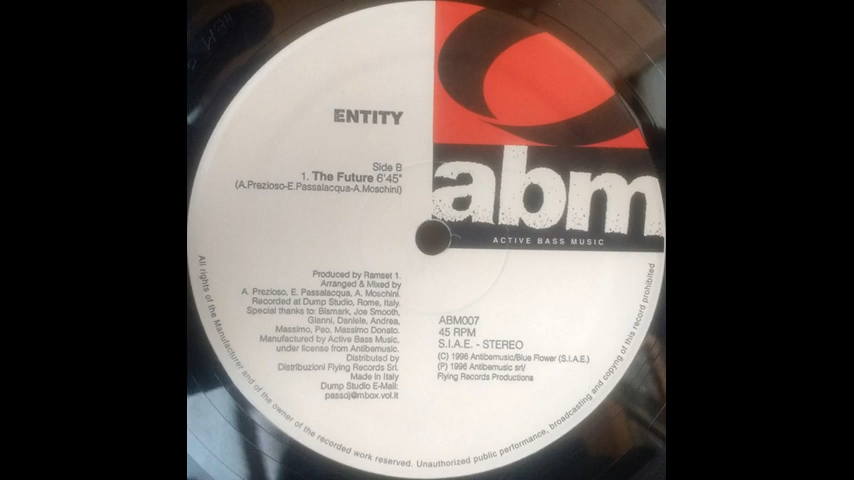 ENTITY
Side B
1. The Future 6'45"
(A.Prezioso-E.Passalacqua-A.Moschini)
abm
ACTIVE BASS MUSIC
Produced by Ramset 1.
Arranged & Mixed by
A. Prezioso, E. Passalacqua, A. Moschini.
Recorded at Dump Studio, Rome, Italy.
Special thanks to: Bismark, Joe Smooth,
Gianni, Daniele, Andrea,
Massimo, Peo, Massimo Donato.
Manufactured by Active Bass Music,
under license from Antibemusic.
Distributed by
Distribuzioni Flying Records Srl.
Made in Italy
Dump Studio E-Mail:
passdj@mbox.vol.it
ABM007
45 RPM
S.I.A.E. - STEREO
(C) 1996 Antibemusic/Blue Flower (S.I.A.E.)
(P) 1996 Antibemusic srl/
Flying Records Productions
All rights of the Manufacturer and of the owner of the recorded work reserved. Unauthorized public performance, broadcasting and copying of this record prohibited